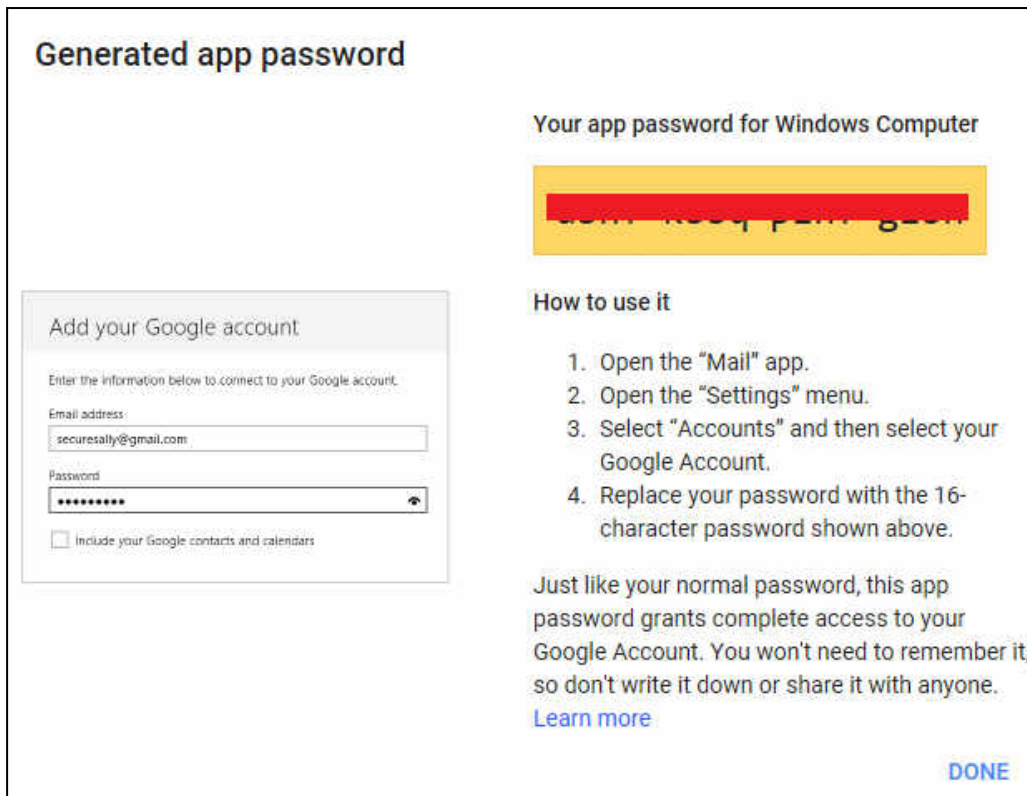 Generated app password
Your app password for Windows Computer
How to use it
1. Open the “Mail” app.
2. Open the “Settings” menu.
3. Select “Accounts” and then select your
Google Account.
4. Replace your password with the 16-
character password shown above.
Just like your normal password, this app
password grants complete access to your
Google Account. You won't need to remember it,
so don't write it down or share it with anyone.
Learn more
DONE
Add your Google account
Enter the information below to connect to your Google account.
Email address
securesally@gmail.com
Password
•••••••••
Include your Google contacts and calendars